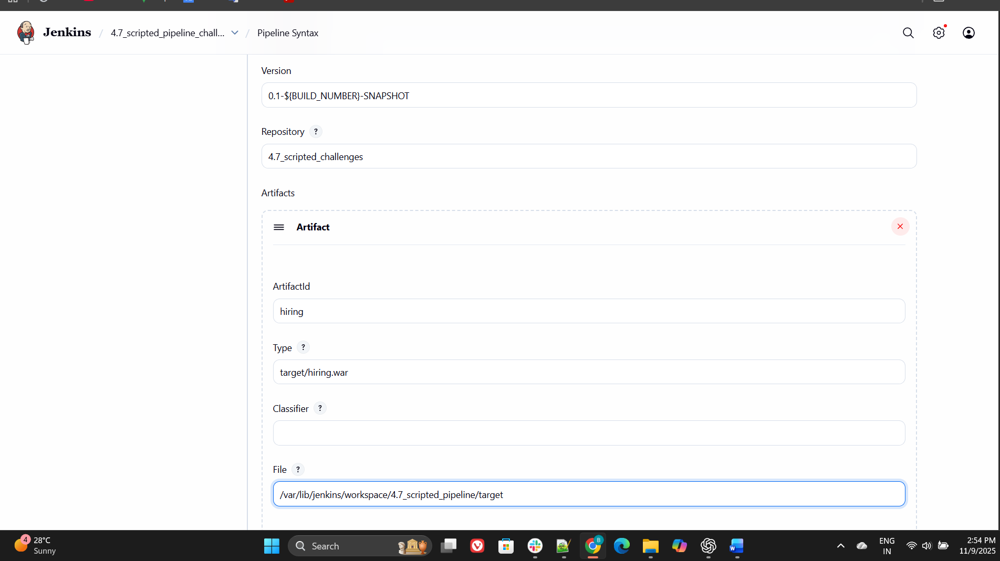 Jenkins / 4.7_scripted_pipeline_chall... / Pipeline Syntax
Version
0.1-${BUILD_NUMBER}-SNAPSHOT
Repository ?
4.7_scripted_challenges
Artifacts
Artifact
ArtifactId
hiring
Type ?
target/hiring.war
Classifier ?
File ?
/var/lib/jenkins/workspace/4.7_scripted_pipeline/target
4
28°C
Sunny
Search
B
W
ENG
IN
2:54 PM
11/9/2025